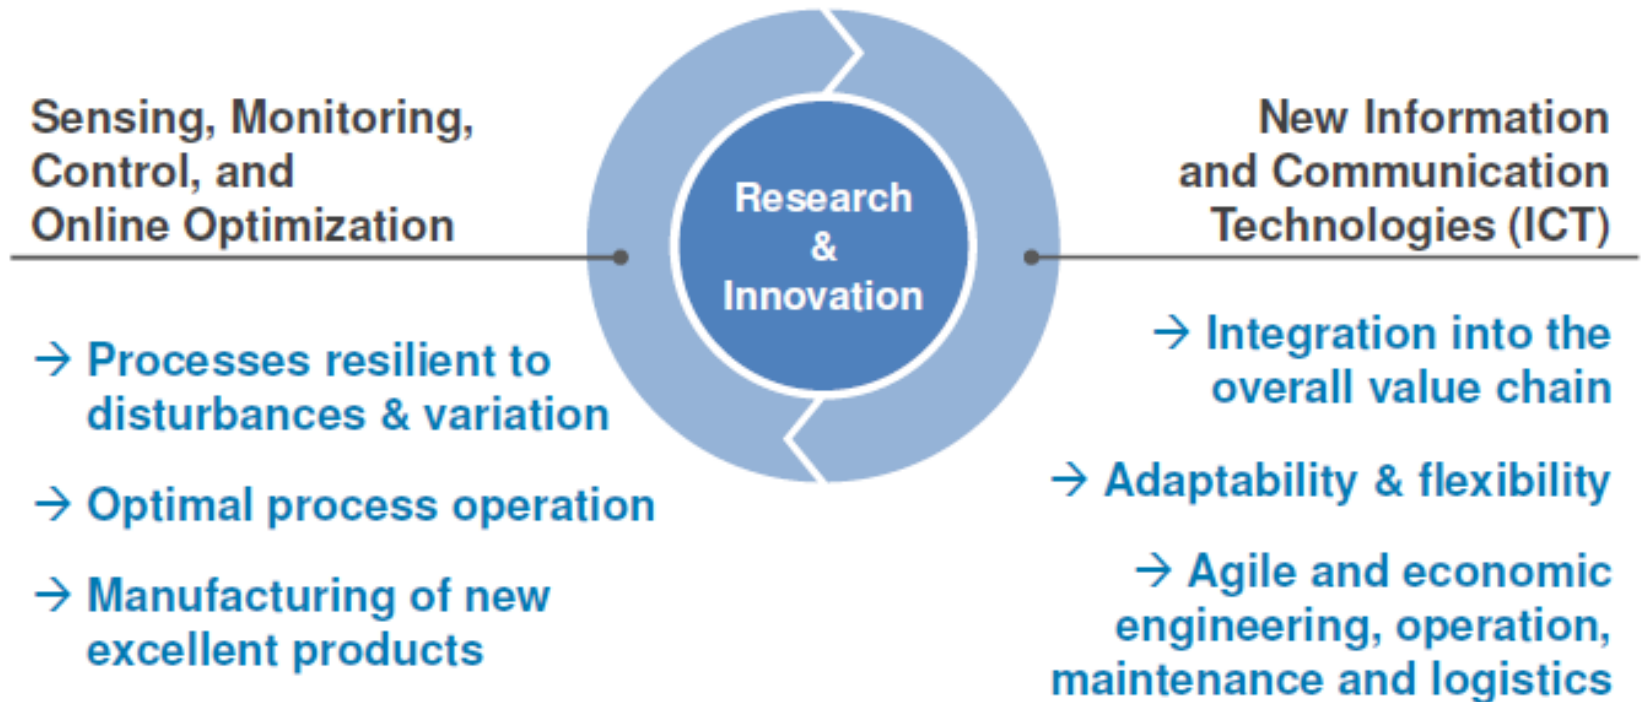 Sensing, Monitoring,
Control, and
Online Optimization
→ Processes resilient to
disturbances & variation
→ Optimal process operation
→ Manufacturing of new
excellent products
Research
&
Innovation
New Information
and Communication
Technologies (ICT)
→ Integration into the
overall value chain
→ Adaptability & flexibility
→ Agile and economic
engineering, operation,
maintenance and logistics